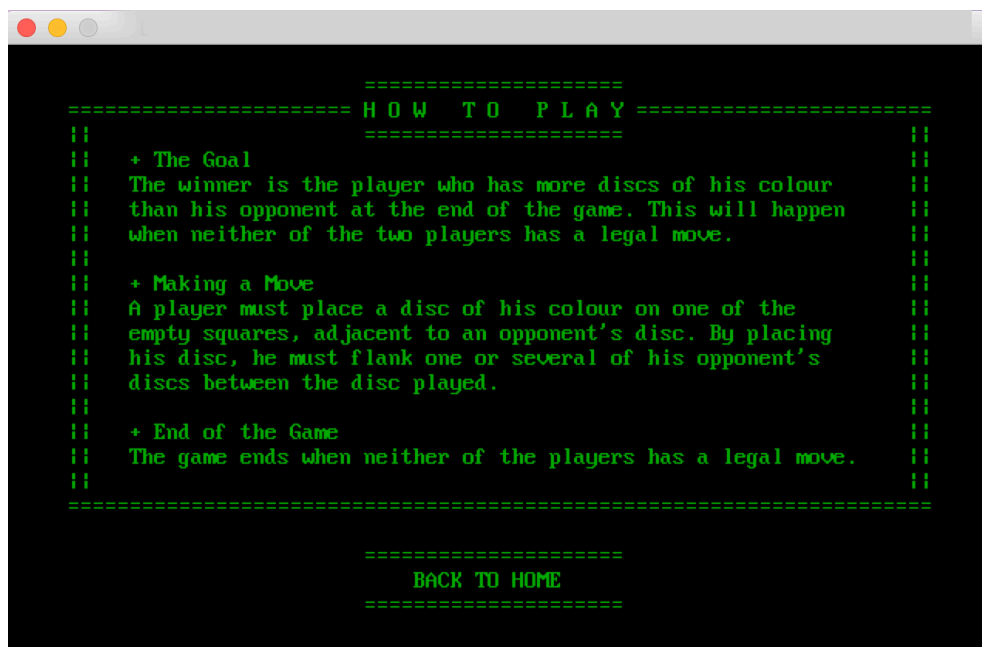 H O W   T O   P L A Y
+ The Goal
The winner is the player who has more discs of his colour
than his opponent at the end of the game. This will happen
when neither of the two players has a legal move.
+ Making a Move
A player must place a disc of his colour on one of the
empty squares, adjacent to an opponent's disc. By placing
his disc, he must flank one or several of his opponent's
discs between the disc played.
+ End of the Game
The game ends when neither of the players has a legal move.
BACK TO HOME